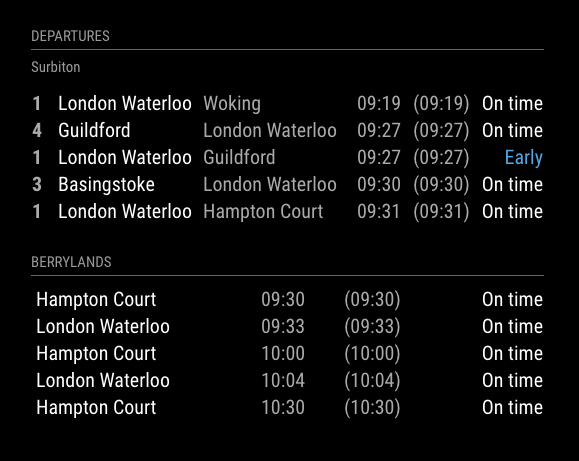 DEPARTURES
Surbiton
1 London Waterloo Woking 09:19 (09:19) On time
4 Guildford London Waterloo 09:27 (09:27) On time
1 London Waterloo Guildford 09:27 (09:27) Early
3 Basingstoke London Waterloo 09:30 (09:30) On time
1 London Waterloo Hampton Court 09:31 (09:31) On time
BERRYLANDS
Hampton Court 09:30 (09:30) On time
London Waterloo 09:33 (09:33) On time
Hampton Court 10:00 (10:00) On time
London Waterloo 10:04 (10:04) On time
Hampton Court 10:30 (10:30) On time